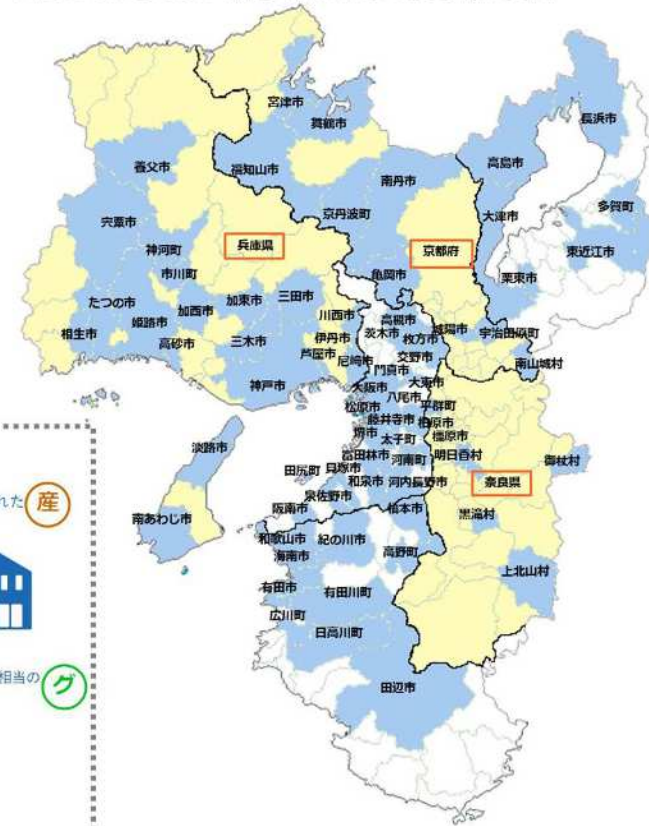 長浜市
宮津市
舞鶴市
高島市
養父市
福知山市
南丹市
多賀町
宍粟市
京丹波町
大津市
神河町
兵庫県
京都府
東近江市
市川町
亀岡市
栗東市
たつの市
加西市
加東市
三田市
川西市
高槻市
茨木市
城陽市
宇治田原町
相生市
姫路市
高砂市
三木市
伊丹市
枚方市
芦屋市
尼崎市
交野市
門真市
南山城村
神戸市
大阪市
大東市
八尾市
松原市
平群町
藤井寺市
柏原市
堺市
太子町
橿原市
淡路市
富田林市
明日香村
御杖村
田尻町
貝塚市
河南町
和泉市
河内長野市
奈良県
泉佐野市
れた
産
南あわじ市
阪南市
橋本市
黒滝村
和歌山市
紀の川市
高野町
海南市
上北山村
有田市
有田川町
広川町
日高川町
相当の
グ
田辺市